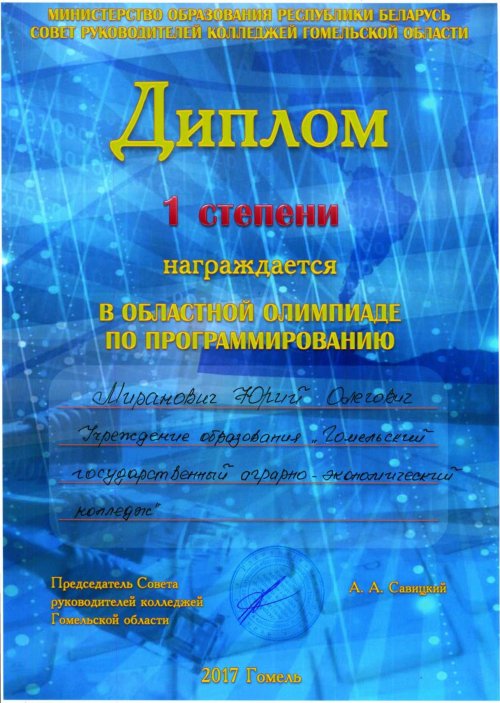 МИНИСТЕРСТВО ОБРАЗОВАНИЯ РЕСПУБЛИКИ БЕЛАРУСЬ
СОВЕТ РУКОВОДИТЕЛЕЙ КОЛЛЕДЖЕЙ ГОМЕЛЬСКОЙ ОБЛАСТИ
Диплом
1 степени
награждается
В ОБЛАСТНОЙ ОЛИМПИАДЕ
ПО ПРОГРАММИРОВАНИЮ
Миранович Юрий Олегович
Учреждение образования „Гомельский
государственный аграрно-экономический
колледж"
Председатель Совета
руководителей колледжей
Гомельской области
А. А. Савицкий
2017 Гомель